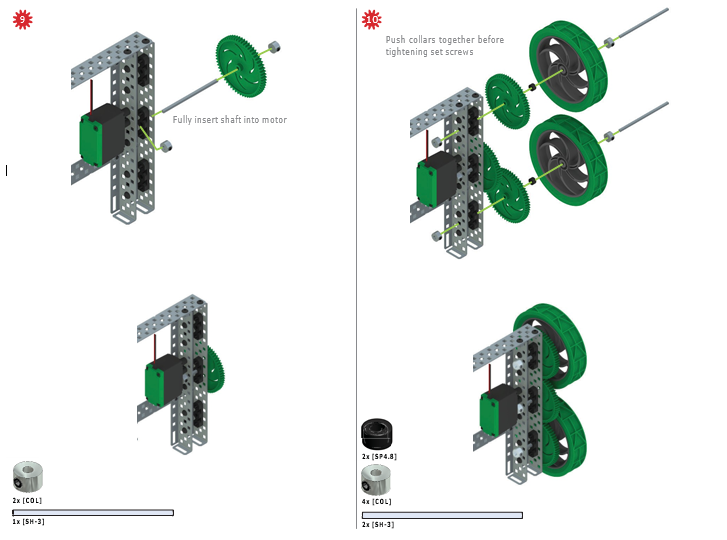 9
Fully insert shaft into motor
2x [COL]
1x [SH-3]
10
Push collars together before
tightening set screws
2x [SP4.8]
4x [COL]
2x [SH-3]